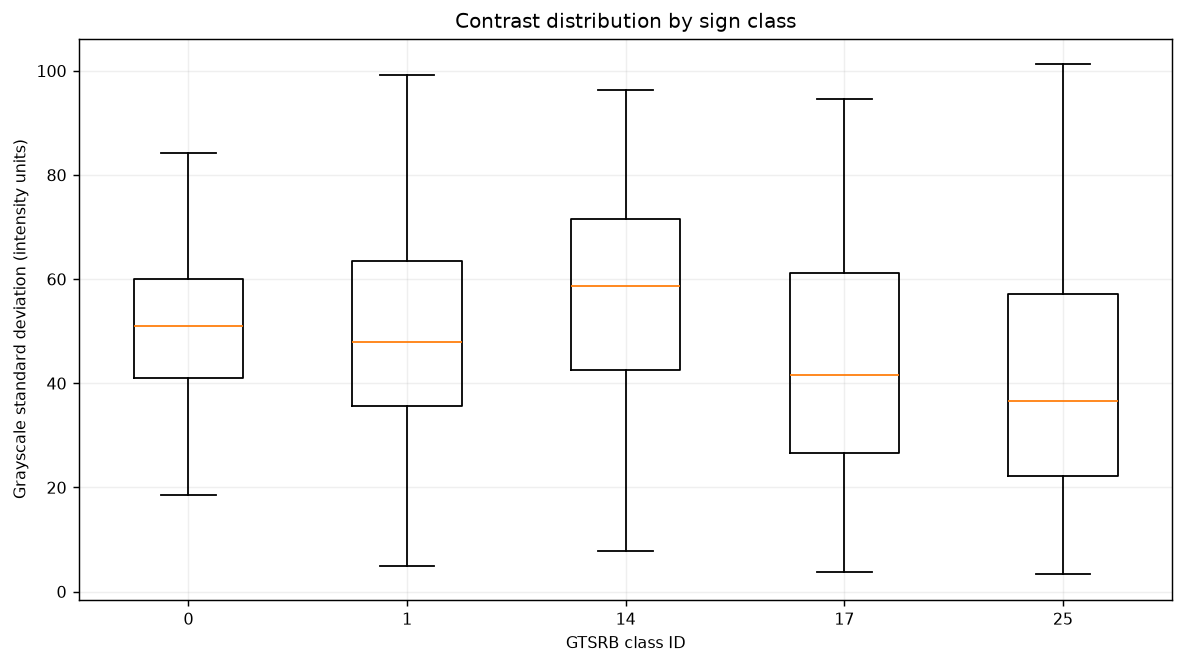 Contrast distribution by sign class
Grayscale standard deviation (intensity units)
100
80
60
40
20
0
0 1 14 17 25
GTSRB class ID